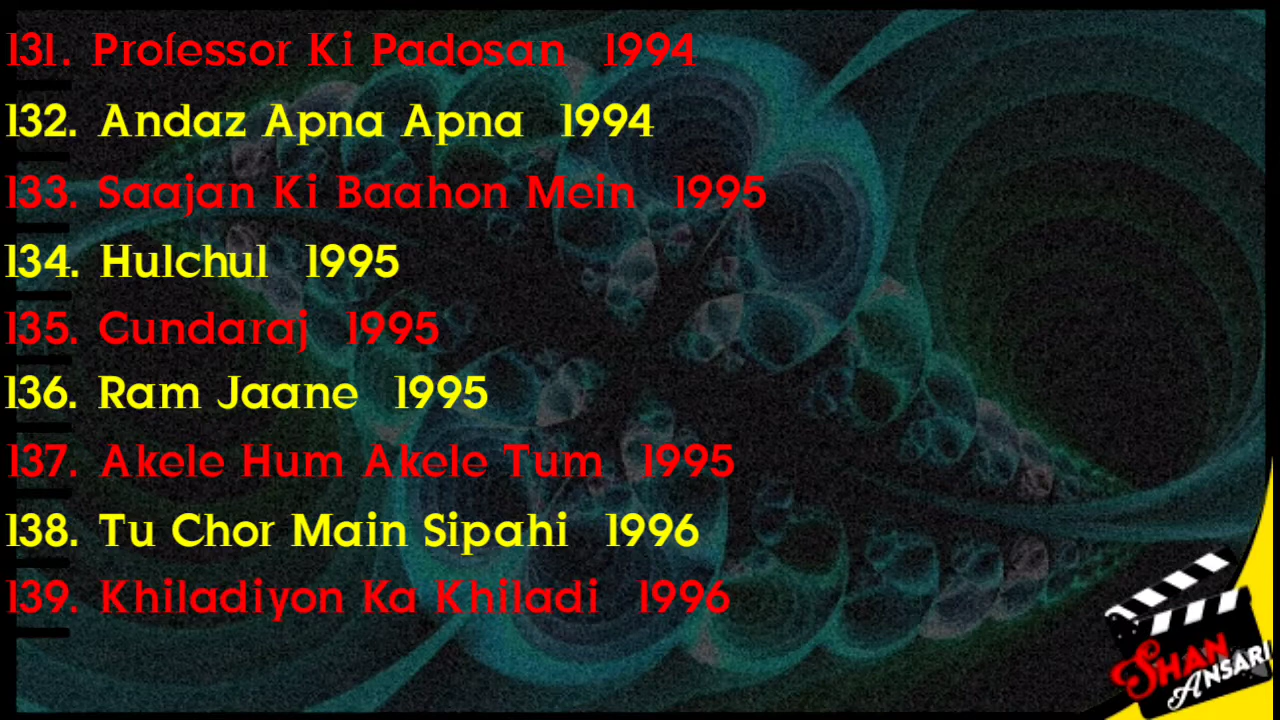 131. Professor Ki Padosan 1994
132. Andaz Apna Apna 1994
133. Saajan Ki Baahon Mein 1995
134. Hulchul 1995
135. Gundaraj 1995
136. Ram Jaane 1995
137. Akele Hum Akele Tum 1995
138. Tu Chor Main Sipahi 1996
139. Khiladiyon Ka Khiladi 1996
SHAN
ANSARI